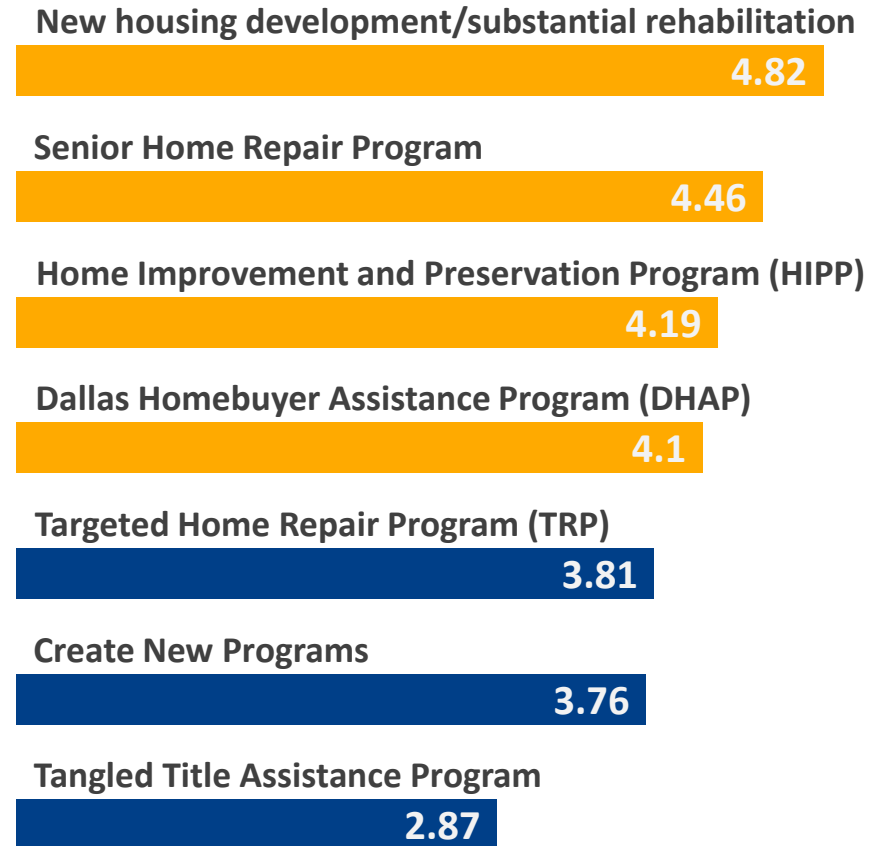 New housing development/substantial rehabilitation
4.82
Senior Home Repair Program
4.46
Home Improvement and Preservation Program (HIPP)
4.19
Dallas Homebuyer Assistance Program (DHAP)
4.1
Targeted Home Repair Program (TRP)
3.81
Create New Programs
3.76
Tangled Title Assistance Program
2.87